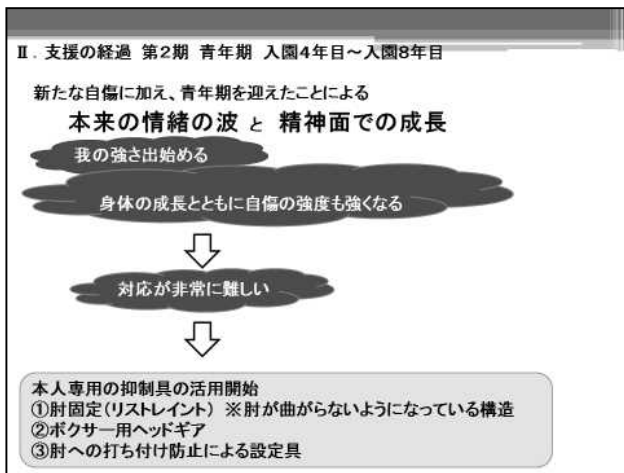 Ⅱ．支援の経過 第2期 青年期 入園4年目～入園8年目
新たな自傷に加え、青年期を迎えたことによる
本来の情緒の波 と 精神面での成長
我の強さ出始める
身体の成長とともに自傷の強度も強くなる
対応が非常に難しい
本人専用の抑制具の活用開始
①肘固定(リストレイント) ※肘が曲がらないようになっている構造
②ボクサー用ヘッドギア
③肘への打ち付け防止による設定具